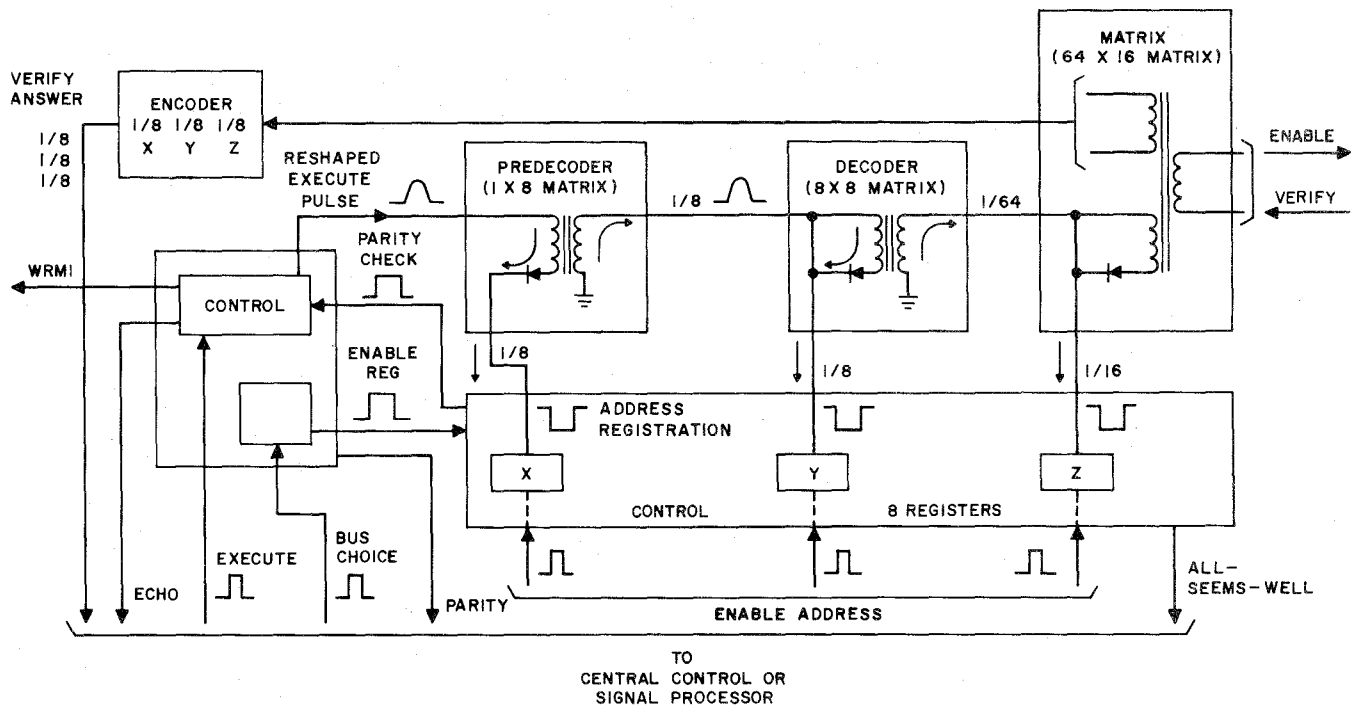 MATRIX
(64 X 16 MATRIX)
VERIFY
ANSWER
1/8
1/8
1/8
ENCODER
1/8 1/8 1/8
X Y Z
ENABLE
VERIFY
RESHAPED
EXECUTE
PULSE
PREDECODER
(1 X 8 MATRIX)
1/8
DECODER
(8 X 8 MATRIX)
1/64
PARITY
CHECK
WRMI
CONTROL
1/8
1/8
1/16
ENABLE
REG
ADDRESS
REGISTRATION
X
Y
Z
CONTROL
8 REGISTERS
ECHO
EXECUTE
BUS
CHOICE
PARITY
ENABLE ADDRESS
ALL-
SEEMS-WELL
TO
CENTRAL CONTROL OR
SIGNAL PROCESSOR